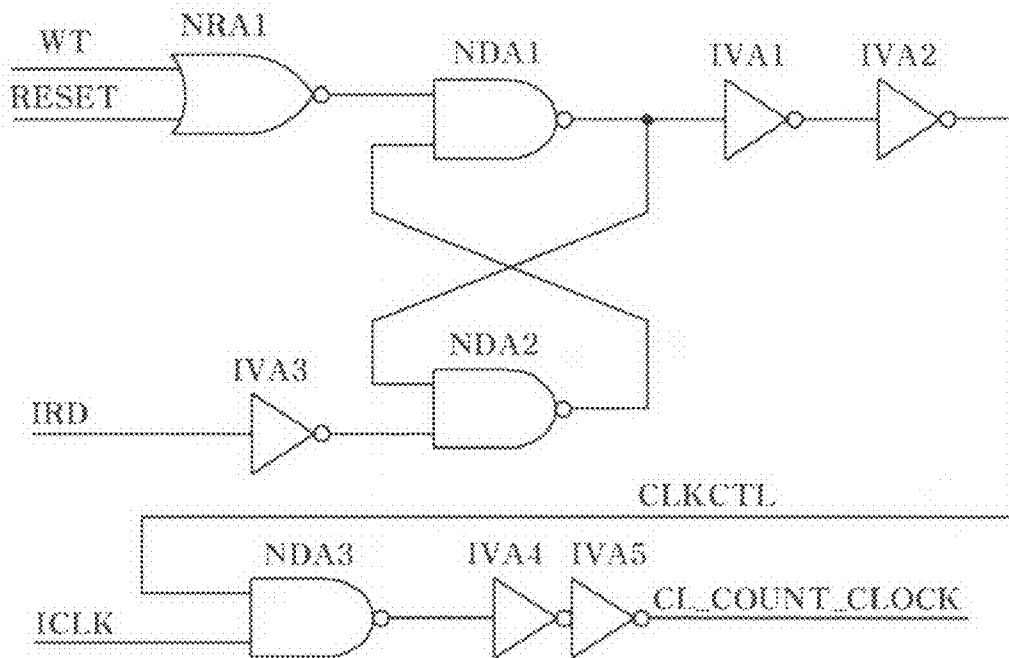 WT
NRA1
NDA1
IVA1
IVA2
RESET
NDA2
IVA3
IRD
CLKCTL
NDA3
IVA4
IVA5
CL_COUNT_CLOCK
ICLK